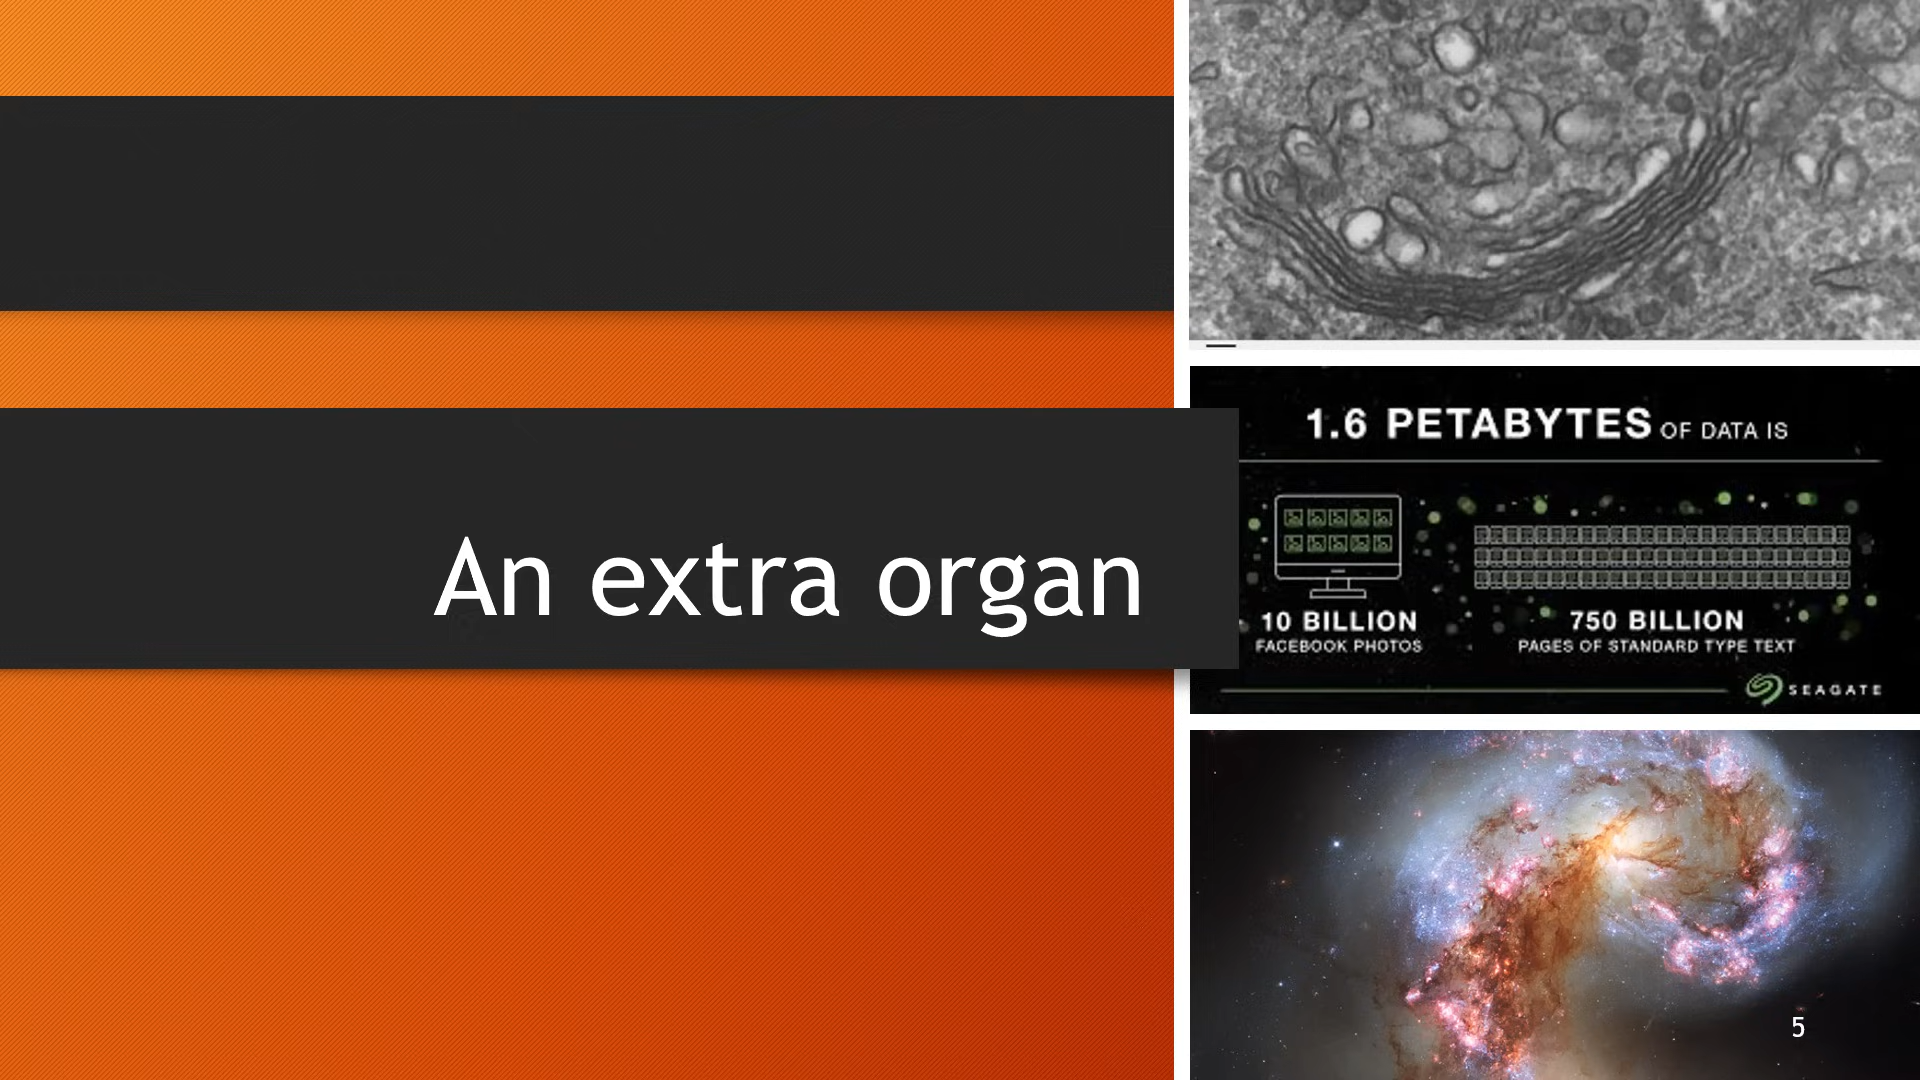 An extra organ
1.6 PETABYTES OF DATA IS
10 BILLION
FACEBOOK PHOTOS
750 BILLION
PAGES OF STANDARD TYPE TEXT
SEAGATE
5